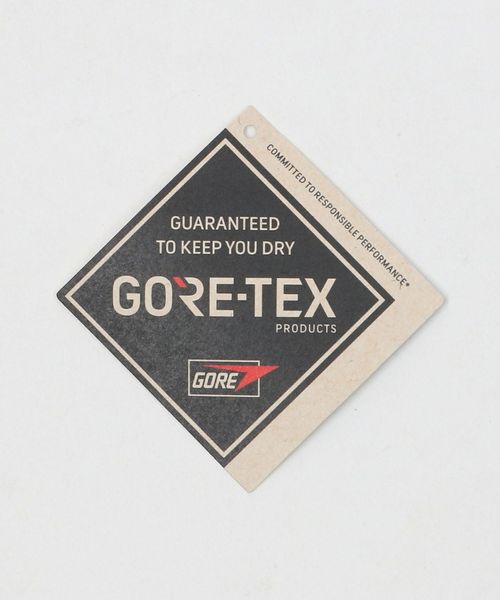 COMMITTED TO RESPONSIBLE PERFORMANCE*
GUARANTEED
TO KEEP YOU DRY
GORE-TEX
PRODUCTS
GORE